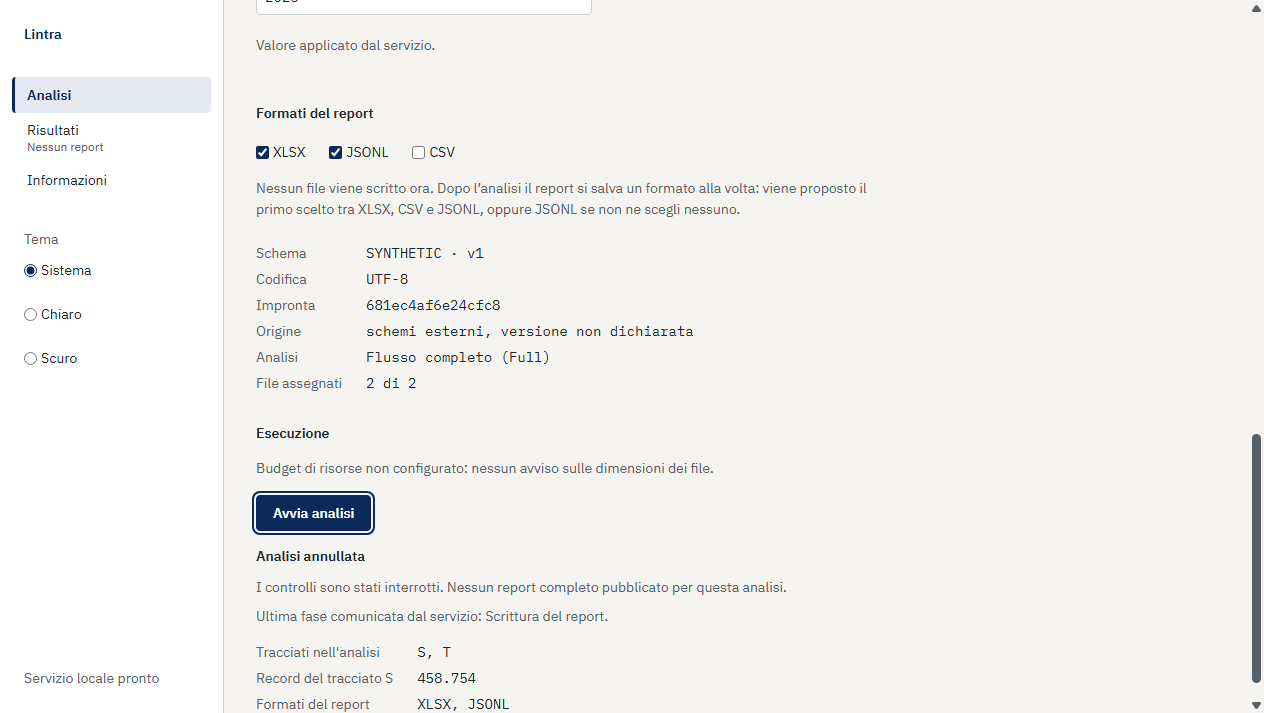 Lintra
Analisi
Risultati
Nessun report
Informazioni
Tema
Sistema
Chiaro
Scuro
Servizio locale pronto
Valore applicato dal servizio.
Formati del report
XLSX JSONL CSV
Nessun file viene scritto ora. Dopo l’analisi il report si salva un formato alla volta: viene proposto il
primo scelto tra XLSX, CSV e JSONL, oppure JSONL se non ne scegli nessuno.
Schema SYNTHETIC · v1
Codifica UTF-8
Impronta 681ec4af6e24cfc8
Origine schemi esterni, versione non dichiarata
Analisi Flusso completo (Full)
File assegnati 2 di 2
Esecuzione
Budget di risorse non configurato: nessun avviso sulle dimensioni dei file.
Avvia analisi
Analisi annullata
I controlli sono stati interrotti. Nessun report completo pubblicato per questa analisi.
Ultima fase comunicata dal servizio: Scrittura del report.
Tracciati nell'analisi S, T
Record del tracciato S 458.754
Formati del report XLSX, JSONL